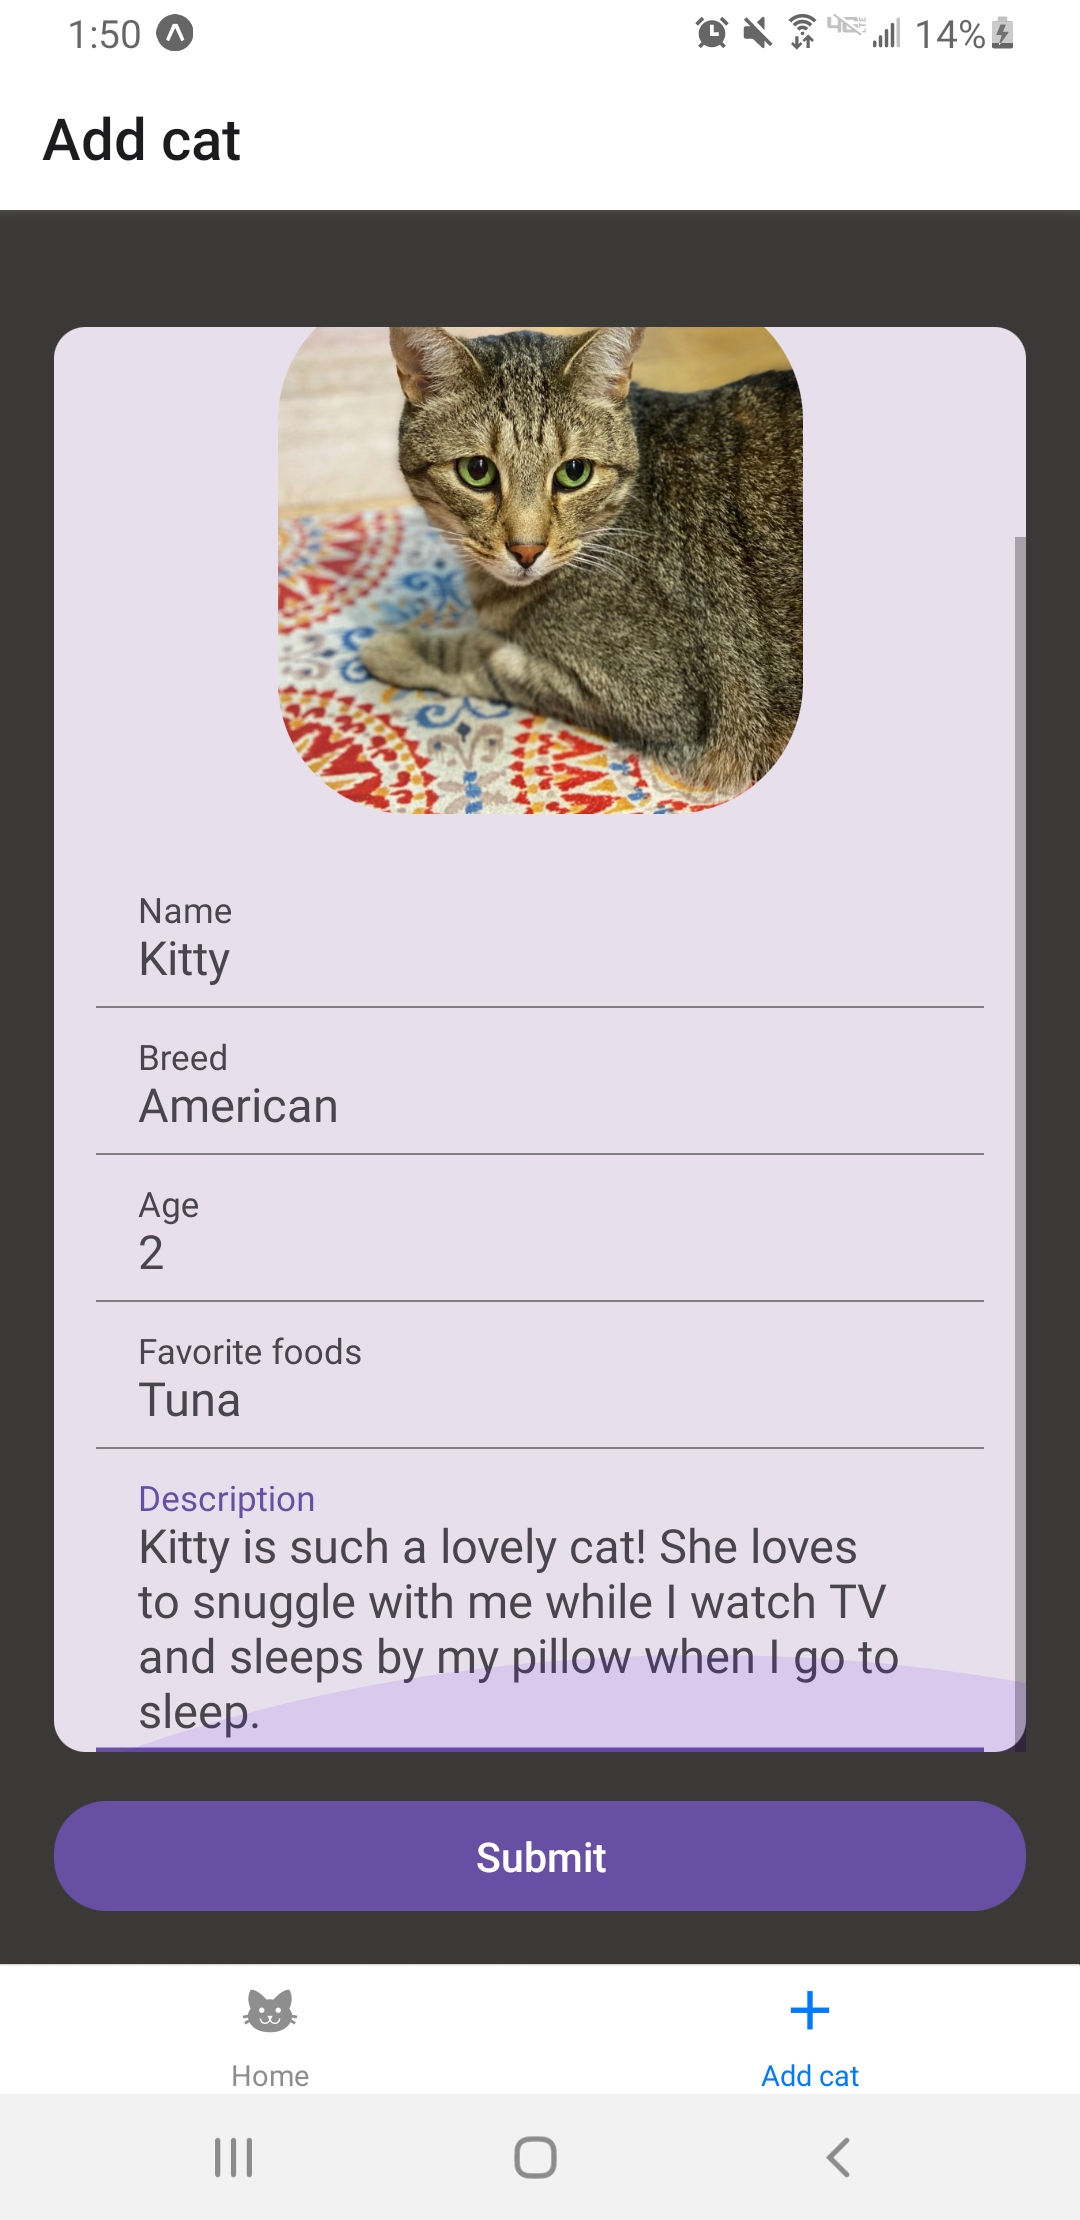 1:50
14%
Add cat
Name
Kitty
Breed
American
Age
2
Favorite foods
Tuna
Description
Kitty is such a lovely cat! She loves
to snuggle with me while I watch TV
and sleeps by my pillow when I go to
sleep.
Submit
Home
Add cat